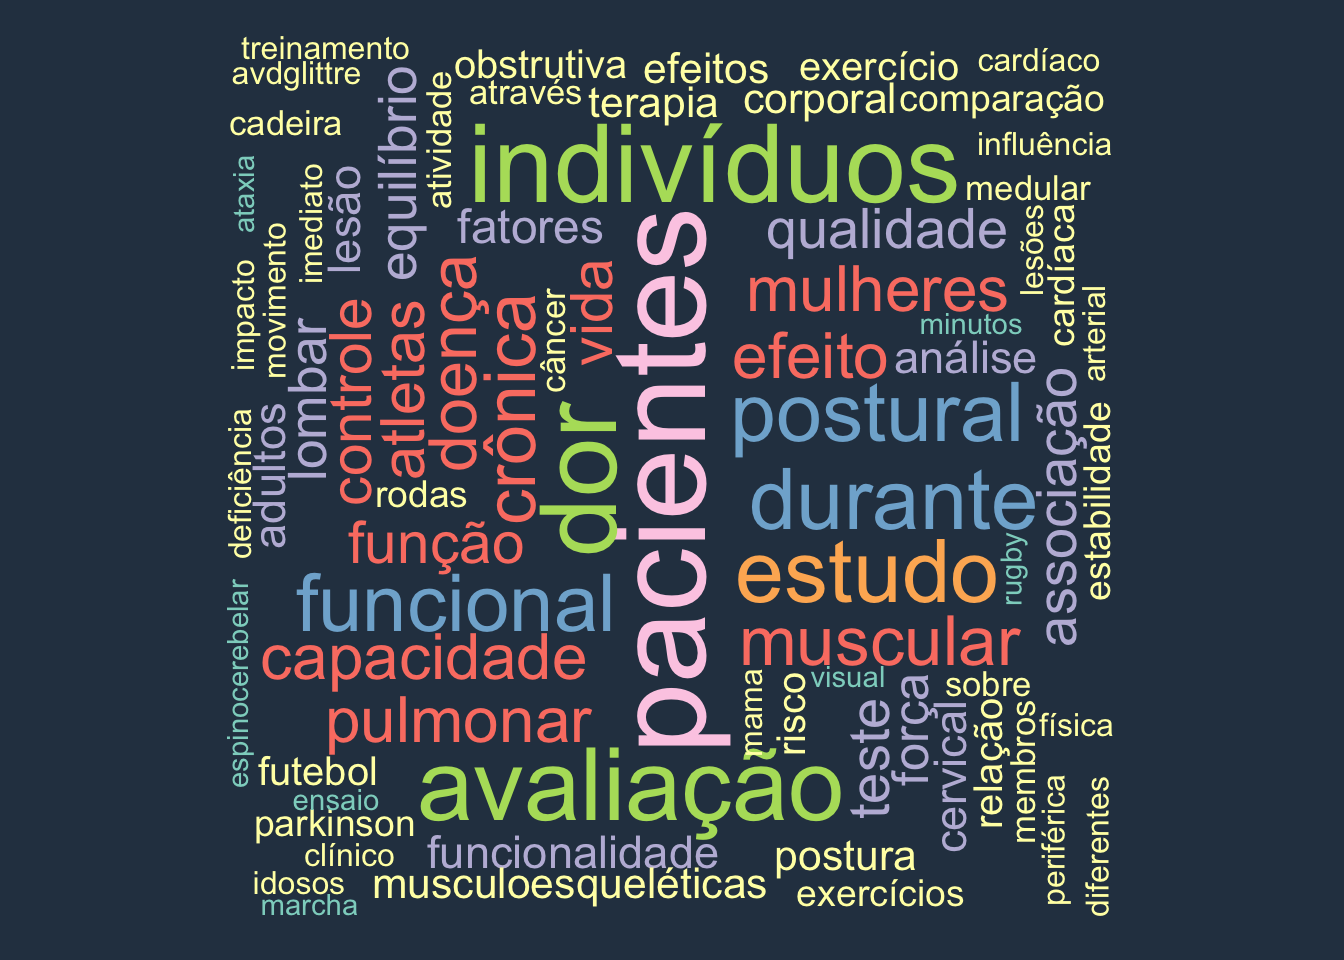 treinamento
avdglittre
cadeira
obstrutiva
efeitos
exercício
cardíaco
através
terapia
corporal
comparação
equilíbrio
atividade
indivíduos
influência
medular
ataxia
imediato
lesão
fatores
pacientes
qualidade
lesões
cardíaca
movimento
impacto
doença
crônica
vida
câncer
mulheres
minutos
arterial
controle
atletas
lombar
efeito
análise
dor
postural
associação
estabilidade
adultos
deficiência
rodas
durante
função
estudo
rugby
funcional
espinocerebelar
capacidade
muscular
pulmonar
mama
risco
visual
sobre
teste
força
cervical
relação
membros
física
futebol
avaliação
ensaio
parkinson
clínico
funcionalidade
postura
periférica
diferentes
idosos
musculoesqueléticas
exercícios
marcha